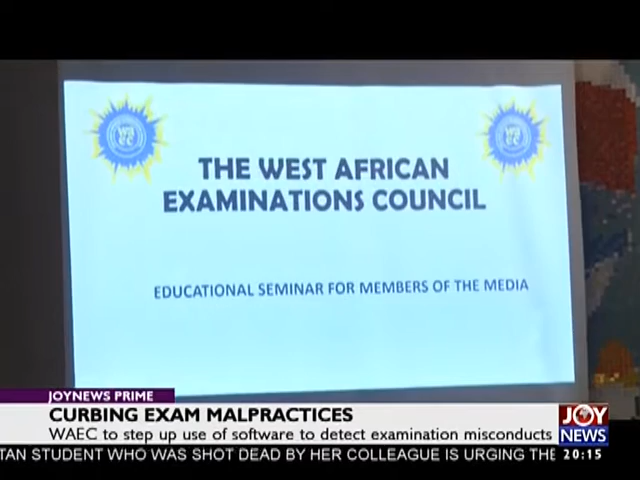 THE WEST AFRICAN
EXAMINATIONS COUNCIL
EDUCATIONAL SEMINAR FOR MEMBERS OF THE MEDIA
JOYNEWS PRIME
CURBING EXAM MALPRACTICES
WAEC to step up use of software to detect examination misconducts
JOY
NEWS
TAN STUDENT WHO WAS SHOT DEAD BY HER COLLEAGUE IS URGING THE
20:15